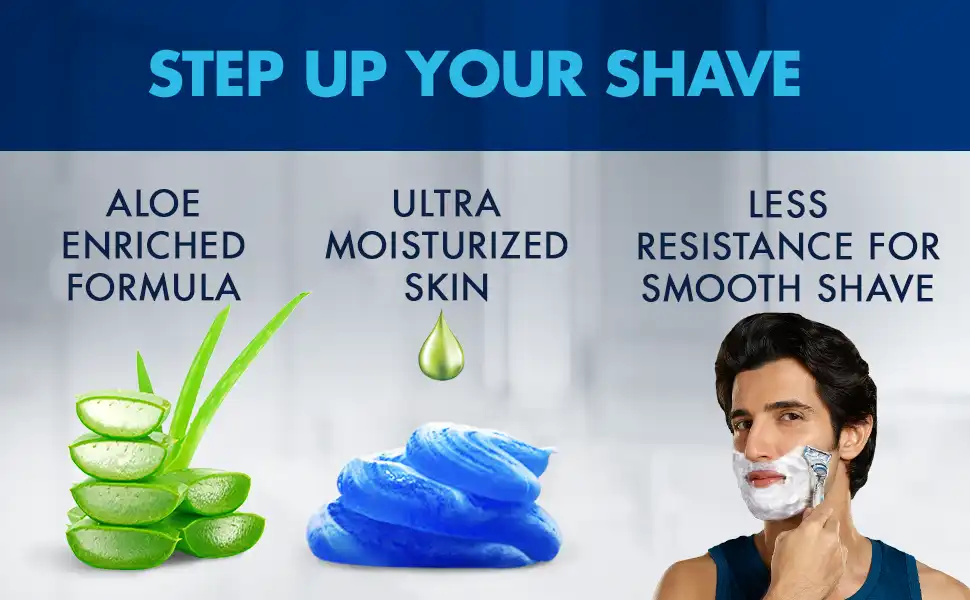 STEP UP YOUR SHAVE
ALOE
ENRICHED
FORMULA
ULTRA
MOISTURIZED
SKIN
LESS
RESISTANCE FOR
SMOOTH SHAVE